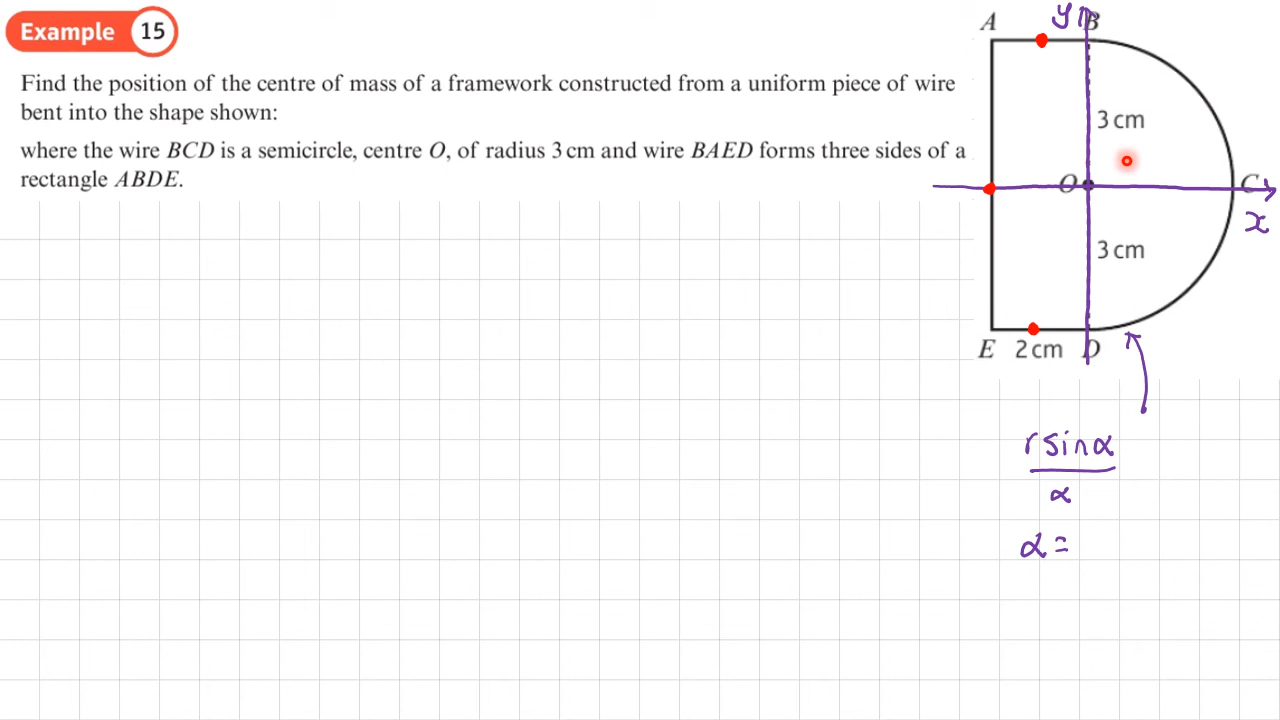 Example 15
Find the position of the centre of mass of a framework constructed from a uniform piece of wire
bent into the shape shown:
where the wire BCD is a semicircle, centre O, of radius 3 cm and wire BAED forms three sides of a
rectangle ABDE.
A y B
3 cm
O C
x
3 cm
E 2 cm D
r sin α
α
α =